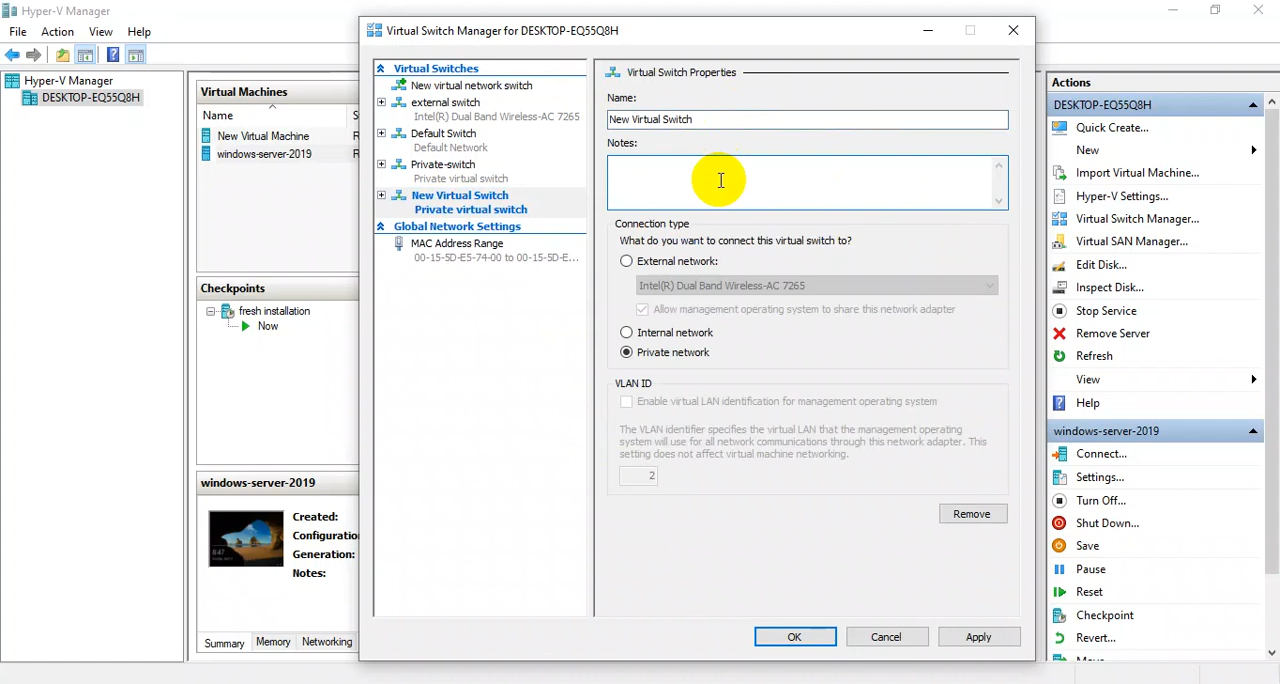 Hyper-V Manager
File Action View Help
Hyper-V Manager
DESKTOP-EQ55Q8H
Virtual Machines
Name
New Virtual Machine
windows-server-2019
Checkpoints
fresh installation
Now
windows-server-2019
8:47
Created:
Generation:
Notes:
Summary Memory Networking
Virtual Switch Manager for DESKTOP-EQ55Q8H
Virtual Switches
New virtual network switch
external switch
Intel(R) Dual Band Wireless-AC 7265
Default Switch
Default Network
Private-switch
Private virtual switch
New Virtual Switch
Private virtual switch
Global Network Settings
MAC Address Range
00-15-5D-E5-74-00 to 00-15-5D-E...
Virtual Switch Properties
Name:
New Virtual Switch
Notes:
Connection type
What do you want to connect this virtual switch to?
External network:
Intel(R) Dual Band Wireless-AC 7265
Allow management operating system to share this network adapter
Internal network
Private network
VLAN ID
Enable virtual LAN identification for management operating system
The VLAN identifier specifies the virtual LAN that the management operating
system will use for all network communications through this network adapter. This
setting does not affect virtual machine networking.
2
Remove
OK Cancel Apply
Actions
DESKTOP-EQ55Q8H
Quick Create...
New
Import Virtual Machine...
Hyper-V Settings...
Virtual Switch Manager...
Virtual SAN Manager...
Edit Disk...
Inspect Disk...
Stop Service
Remove Server
Refresh
View
Help
windows-server-2019
Connect...
Settings...
Turn Off...
Shut Down...
Save
Pause
Reset
Checkpoint
Revert...